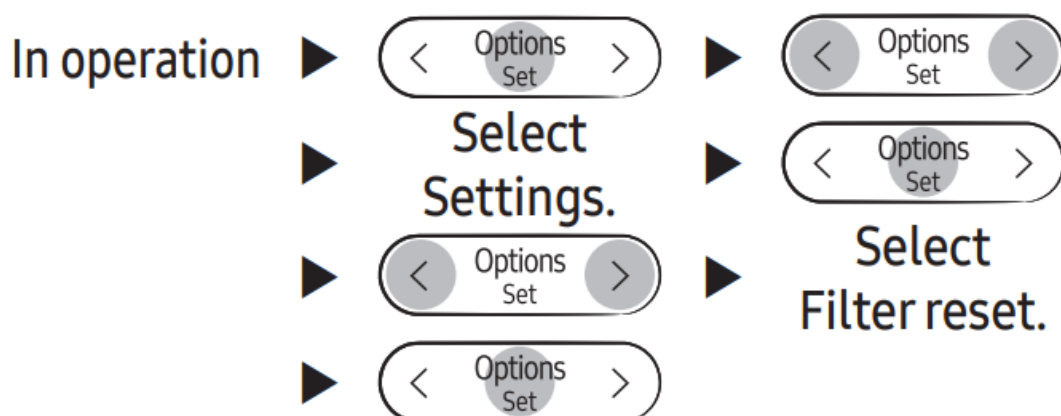 In operation ▶ < Options > ▶ < Options >
Set Set
▶ Select ▶ < Options >
Settings. Set
▶ < Options > ▶ Select
Set Filter reset.
▶ < Options >
Set